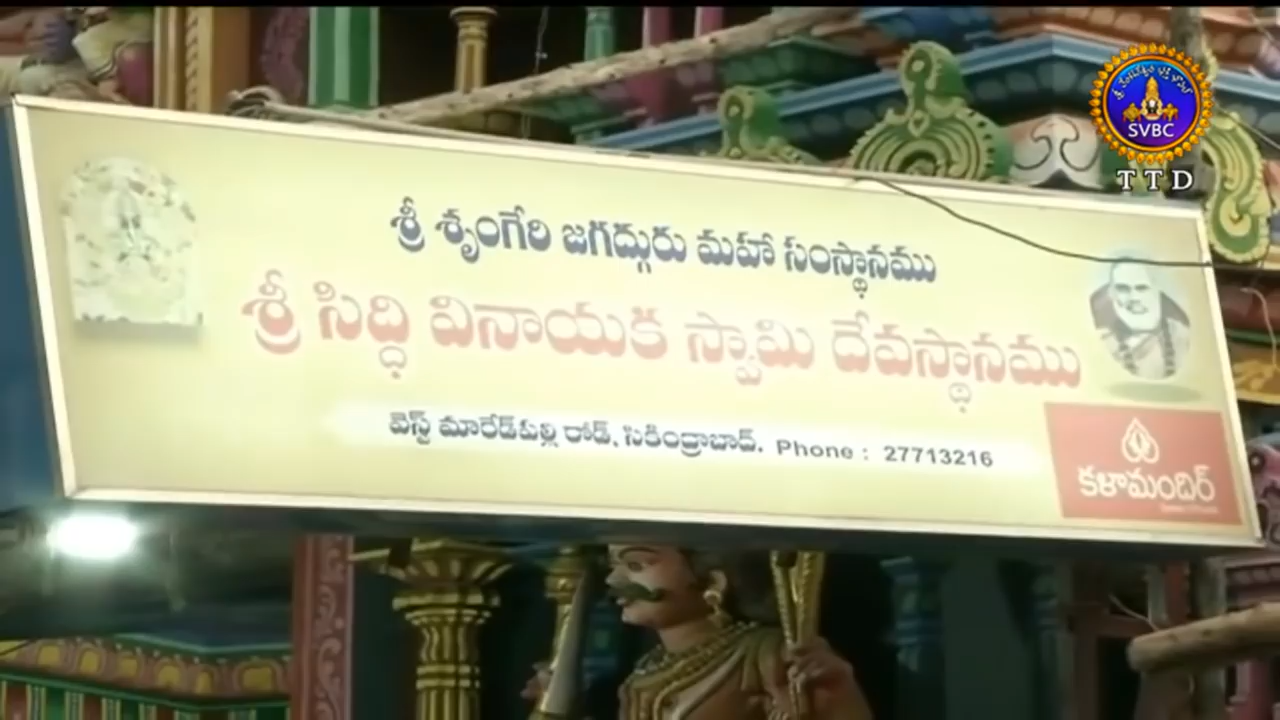 SVBC
TTD
శ్రీ శృంగేరి జగద్గురు మహా సంస్థానము
శ్రీ సిద్ధి వినాయక స్వామి దేవస్థానము
వెస్ట్ మారేడ్‌పల్లి రోడ్, సికింద్రాబాద్. Phone : 27713216
కళామందిర్